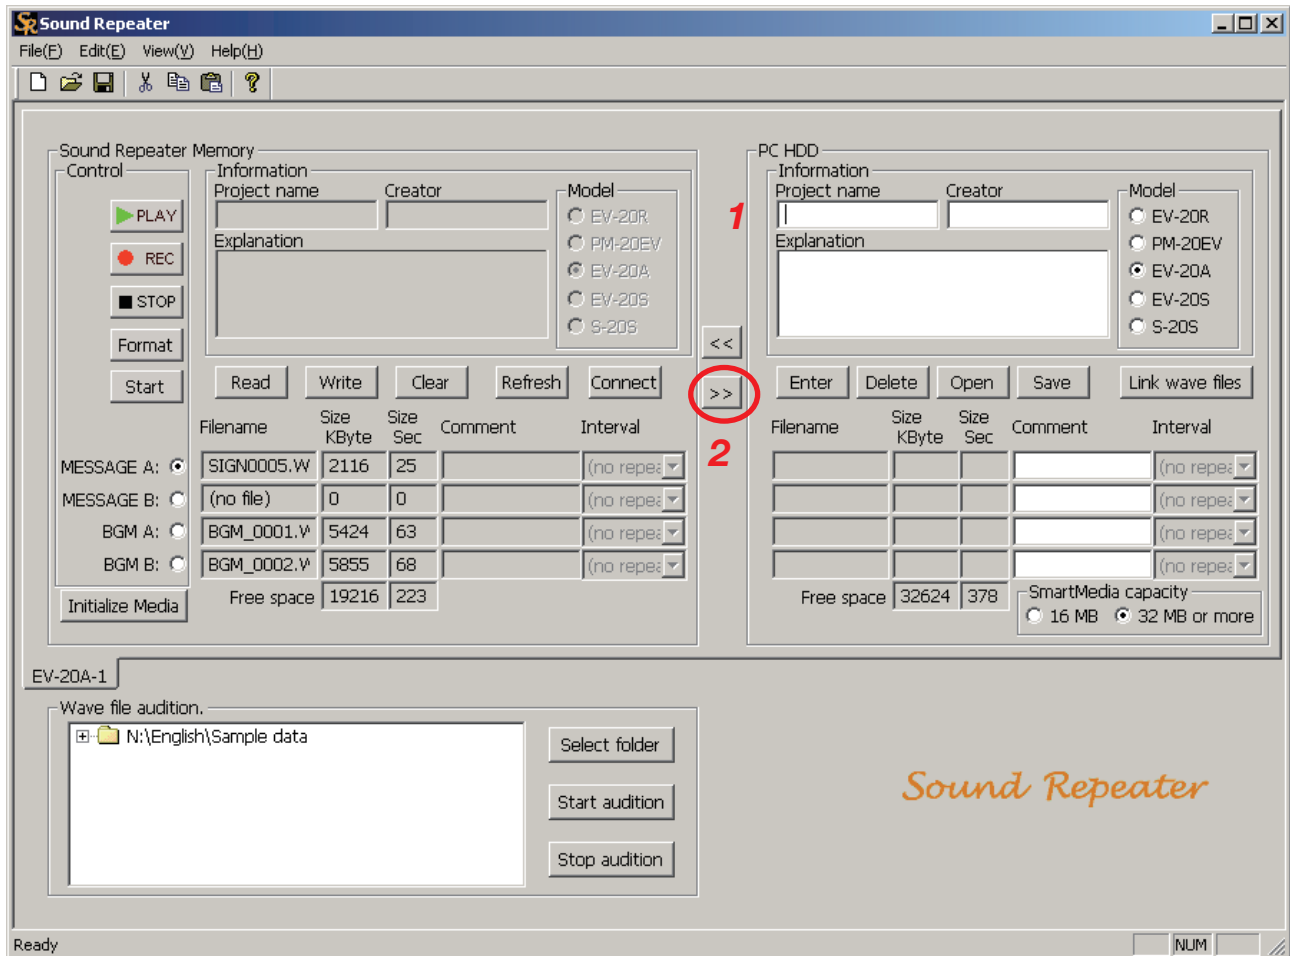 SR Sound Repeater
File(F) Edit(E) View(V) Help(H)
Sound Repeater Memory
Control
PLAY
REC
STOP
Format
Start
Information
Project name Creator
Explanation
Model
EV-20R
PM-20EV
EV-20A
EV-20S
S-20S
Read Write Clear Refresh Connect
Filename Size KByte Size Sec Comment Interval
MESSAGE A: SIGN0005.W 2116 25 (no repea
MESSAGE B: (no file) 0 0 (no repea
BGM A: BGM_0001.W 5424 63 (no repea
BGM B: BGM_0002.W 5855 68 (no repea
Initialize Media Free space 19216 223
<<
>>
1
2
PC HDD
Information
Project name Creator
Explanation
Model
EV-20R
PM-20EV
EV-20A
EV-20S
S-20S
Enter Delete Open Save Link wave files
Filename Size KByte Size Sec Comment Interval
(no repea
(no repea
(no repea
(no repea
Free space 32624 378
SmartMedia capacity
16 MB 32 MB or more
EV-20A-1
Wave file audition.
N:\English\Sample data
Select folder
Start audition
Stop audition
Sound Repeater
Ready NUM